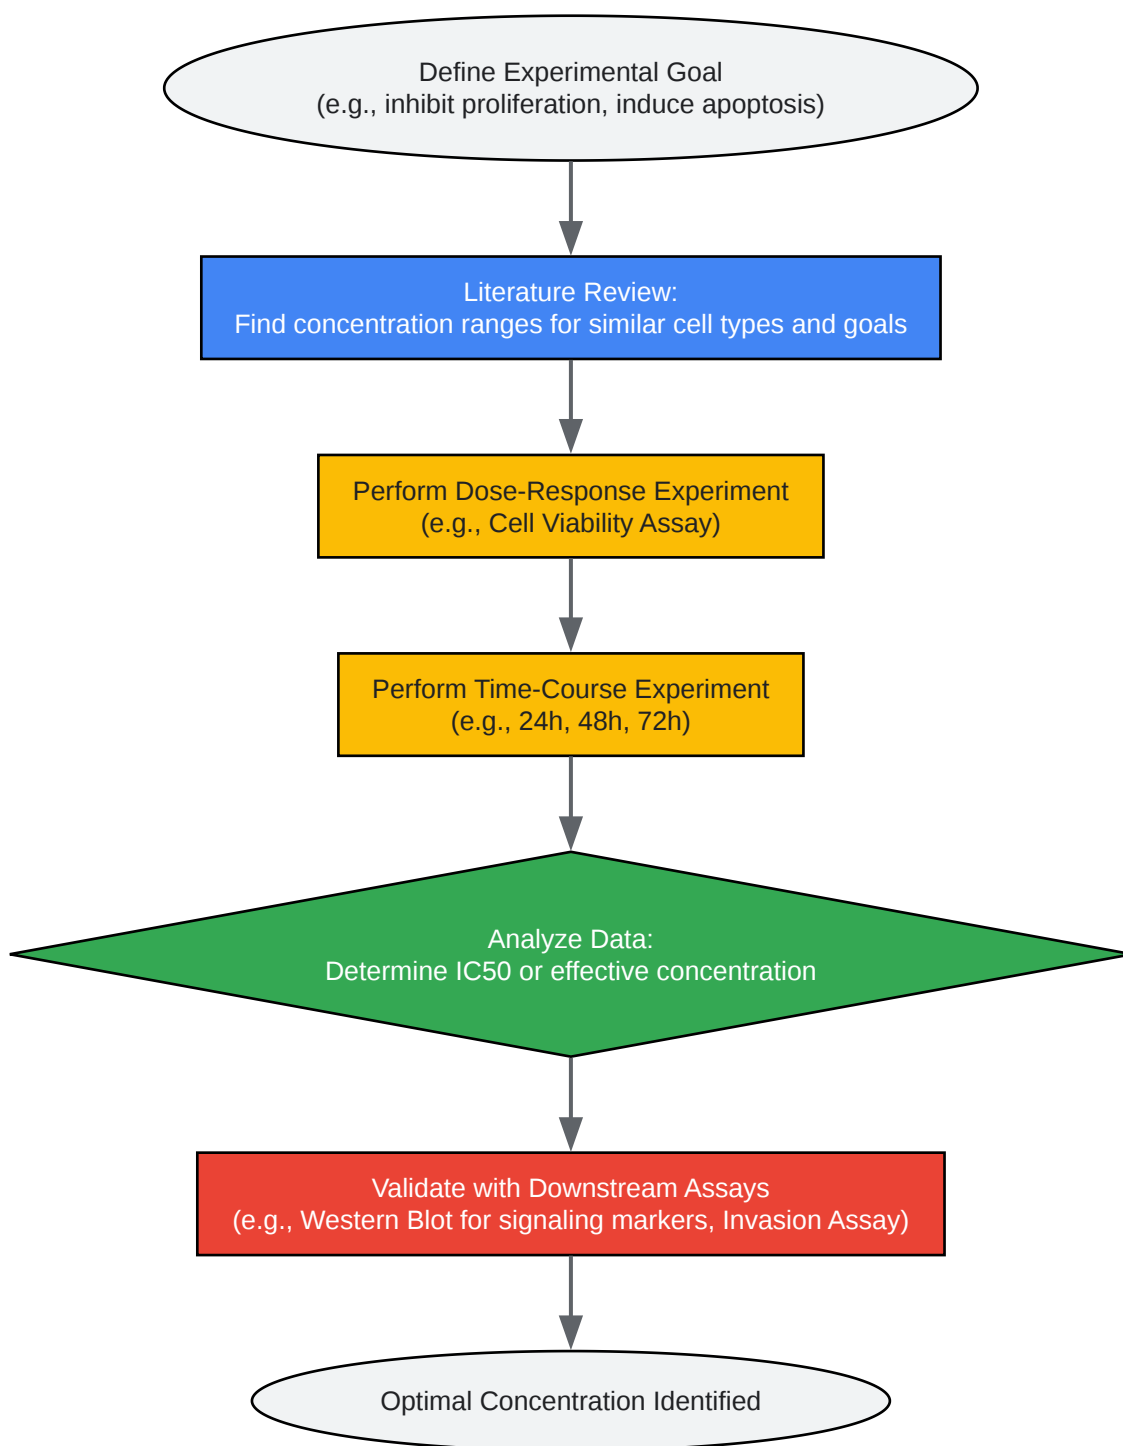 Define Experimental Goal
(e.g., inhibit proliferation, induce apoptosis)
Literature Review:
Find concentration ranges for similar cell types and goals
Perform Dose-Response Experiment
(e.g., Cell Viability Assay)
Perform Time-Course Experiment
(e.g., 24h, 48h, 72h)
Analyze Data:
Determine IC50 or effective concentration
Validate with Downstream Assays
(e.g., Western Blot for signaling markers, Invasion Assay)
Optimal Concentration Identified